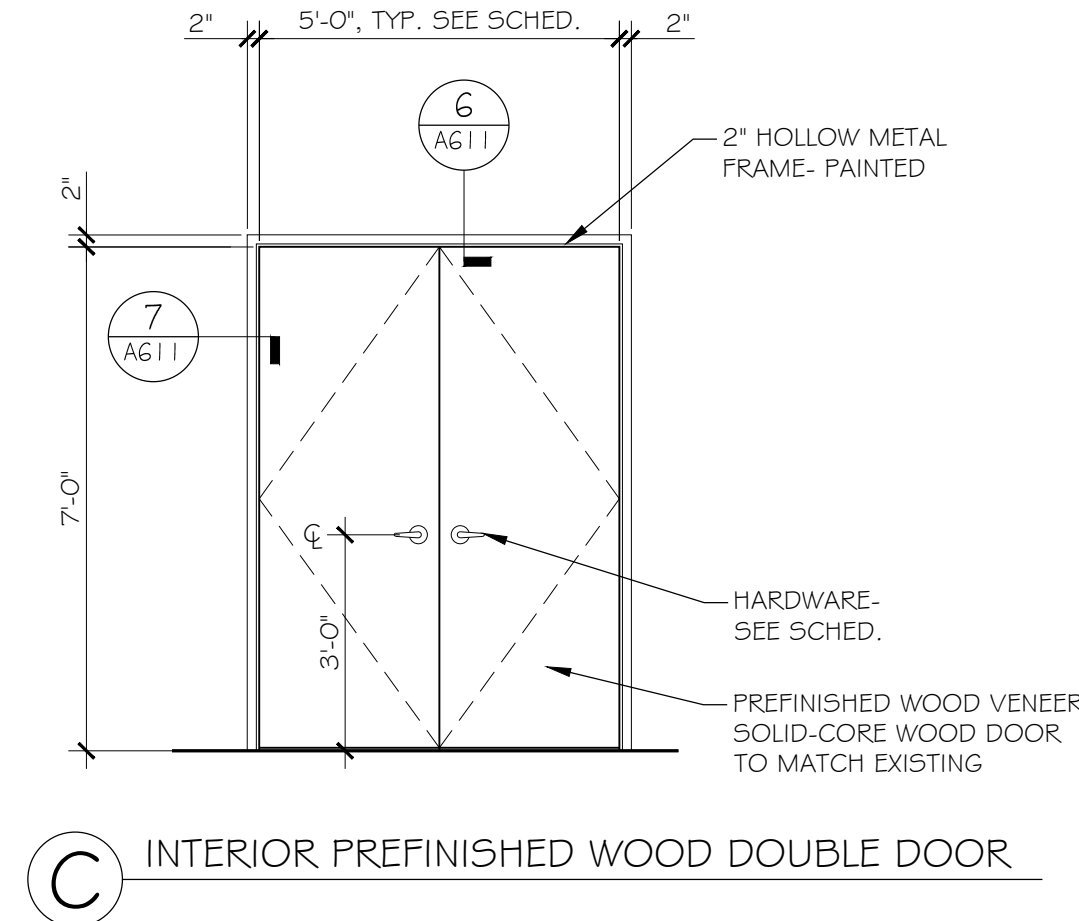 2" 5'-0", TYP. SEE SCHED. 2"
6
A611
2" HOLLOW METAL
FRAME- PAINTED
2"
7
A611
7'-0"
℄
3'-0"
HARDWARE-
SEE SCHED.
PREFINISHED WOOD VENEER
SOLID-CORE WOOD DOOR
TO MATCH EXISTING
C INTERIOR PREFINISHED WOOD DOUBLE DOOR